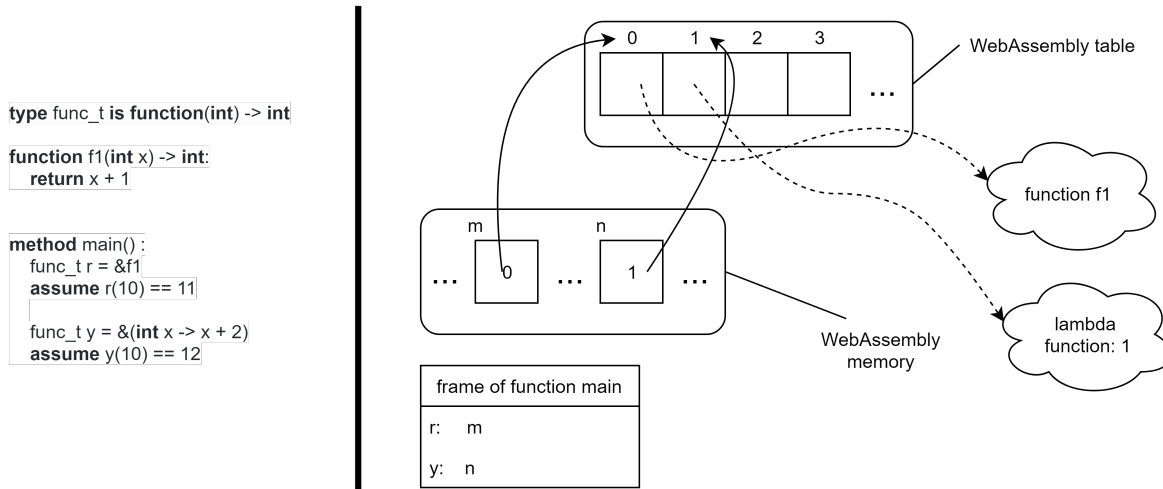 type func_t is function(int) -> int
function f1(int x) -> int:
return x + 1
method main() :
func_t r = &f1
assume r(10) == 11
func_t y = &(int x -> x + 2)
assume y(10) == 12
0 1 2 3
...
WebAssembly table
function f1
lambda
function: 1
m n
... 0 ... 1 ...
WebAssembly
memory
frame of function main
r: m
y: n